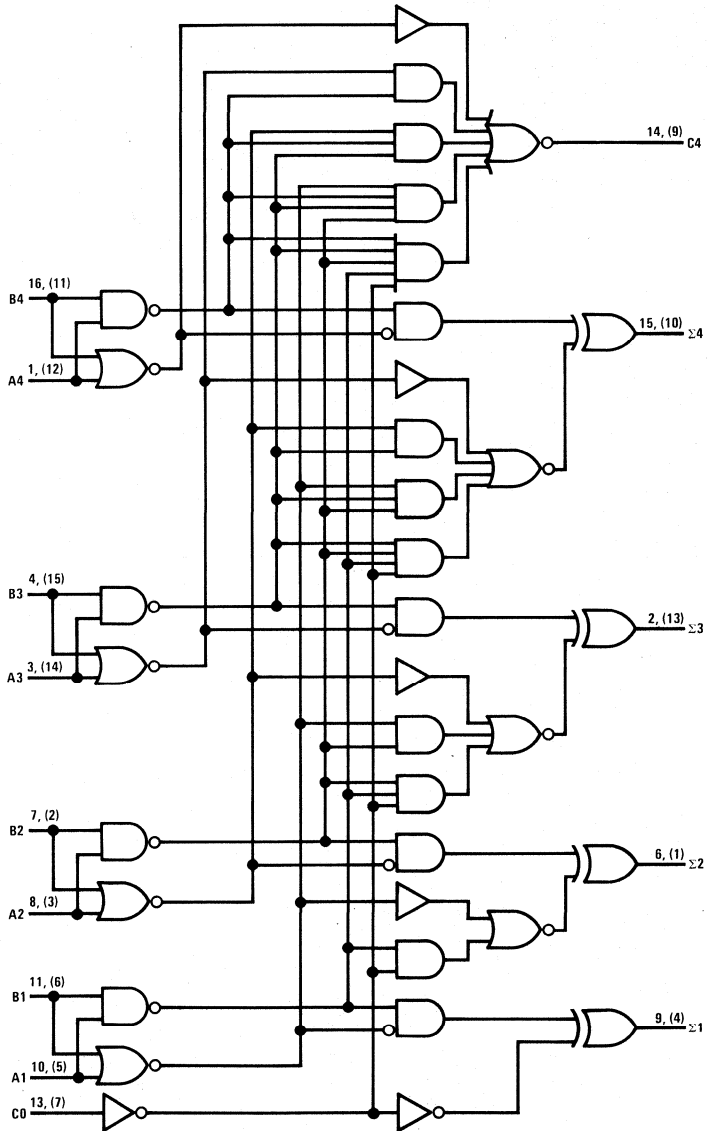 14, (9)
C4
16, (11)
B4
15, (10)
Σ4
1, (12)
A4
4, (15)
B3
2, (13)
Σ3
3, (14)
A3
7, (2)
B2
6, (1)
Σ2
8, (3)
A2
11, (6)
B1
9, (4)
Σ1
10, (5)
A1
13, (7)
C0